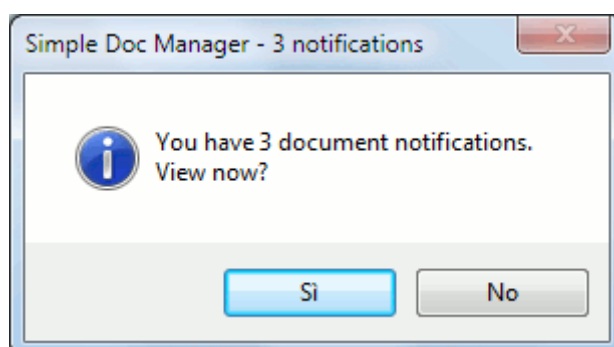 Simple Doc Manager - 3 notifications
You have 3 document notifications.
View now?
Sì
No